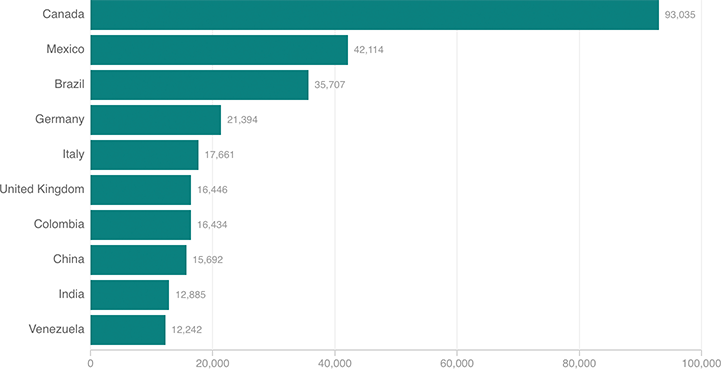 Canada 93,035
Mexico 42,114
Brazil 35,707
Germany 21,394
Italy 17,661
United Kingdom 16,446
Colombia 16,434
China 15,692
India 12,885
Venezuela 12,242
0 20,000 40,000 60,000 80,000 100,000